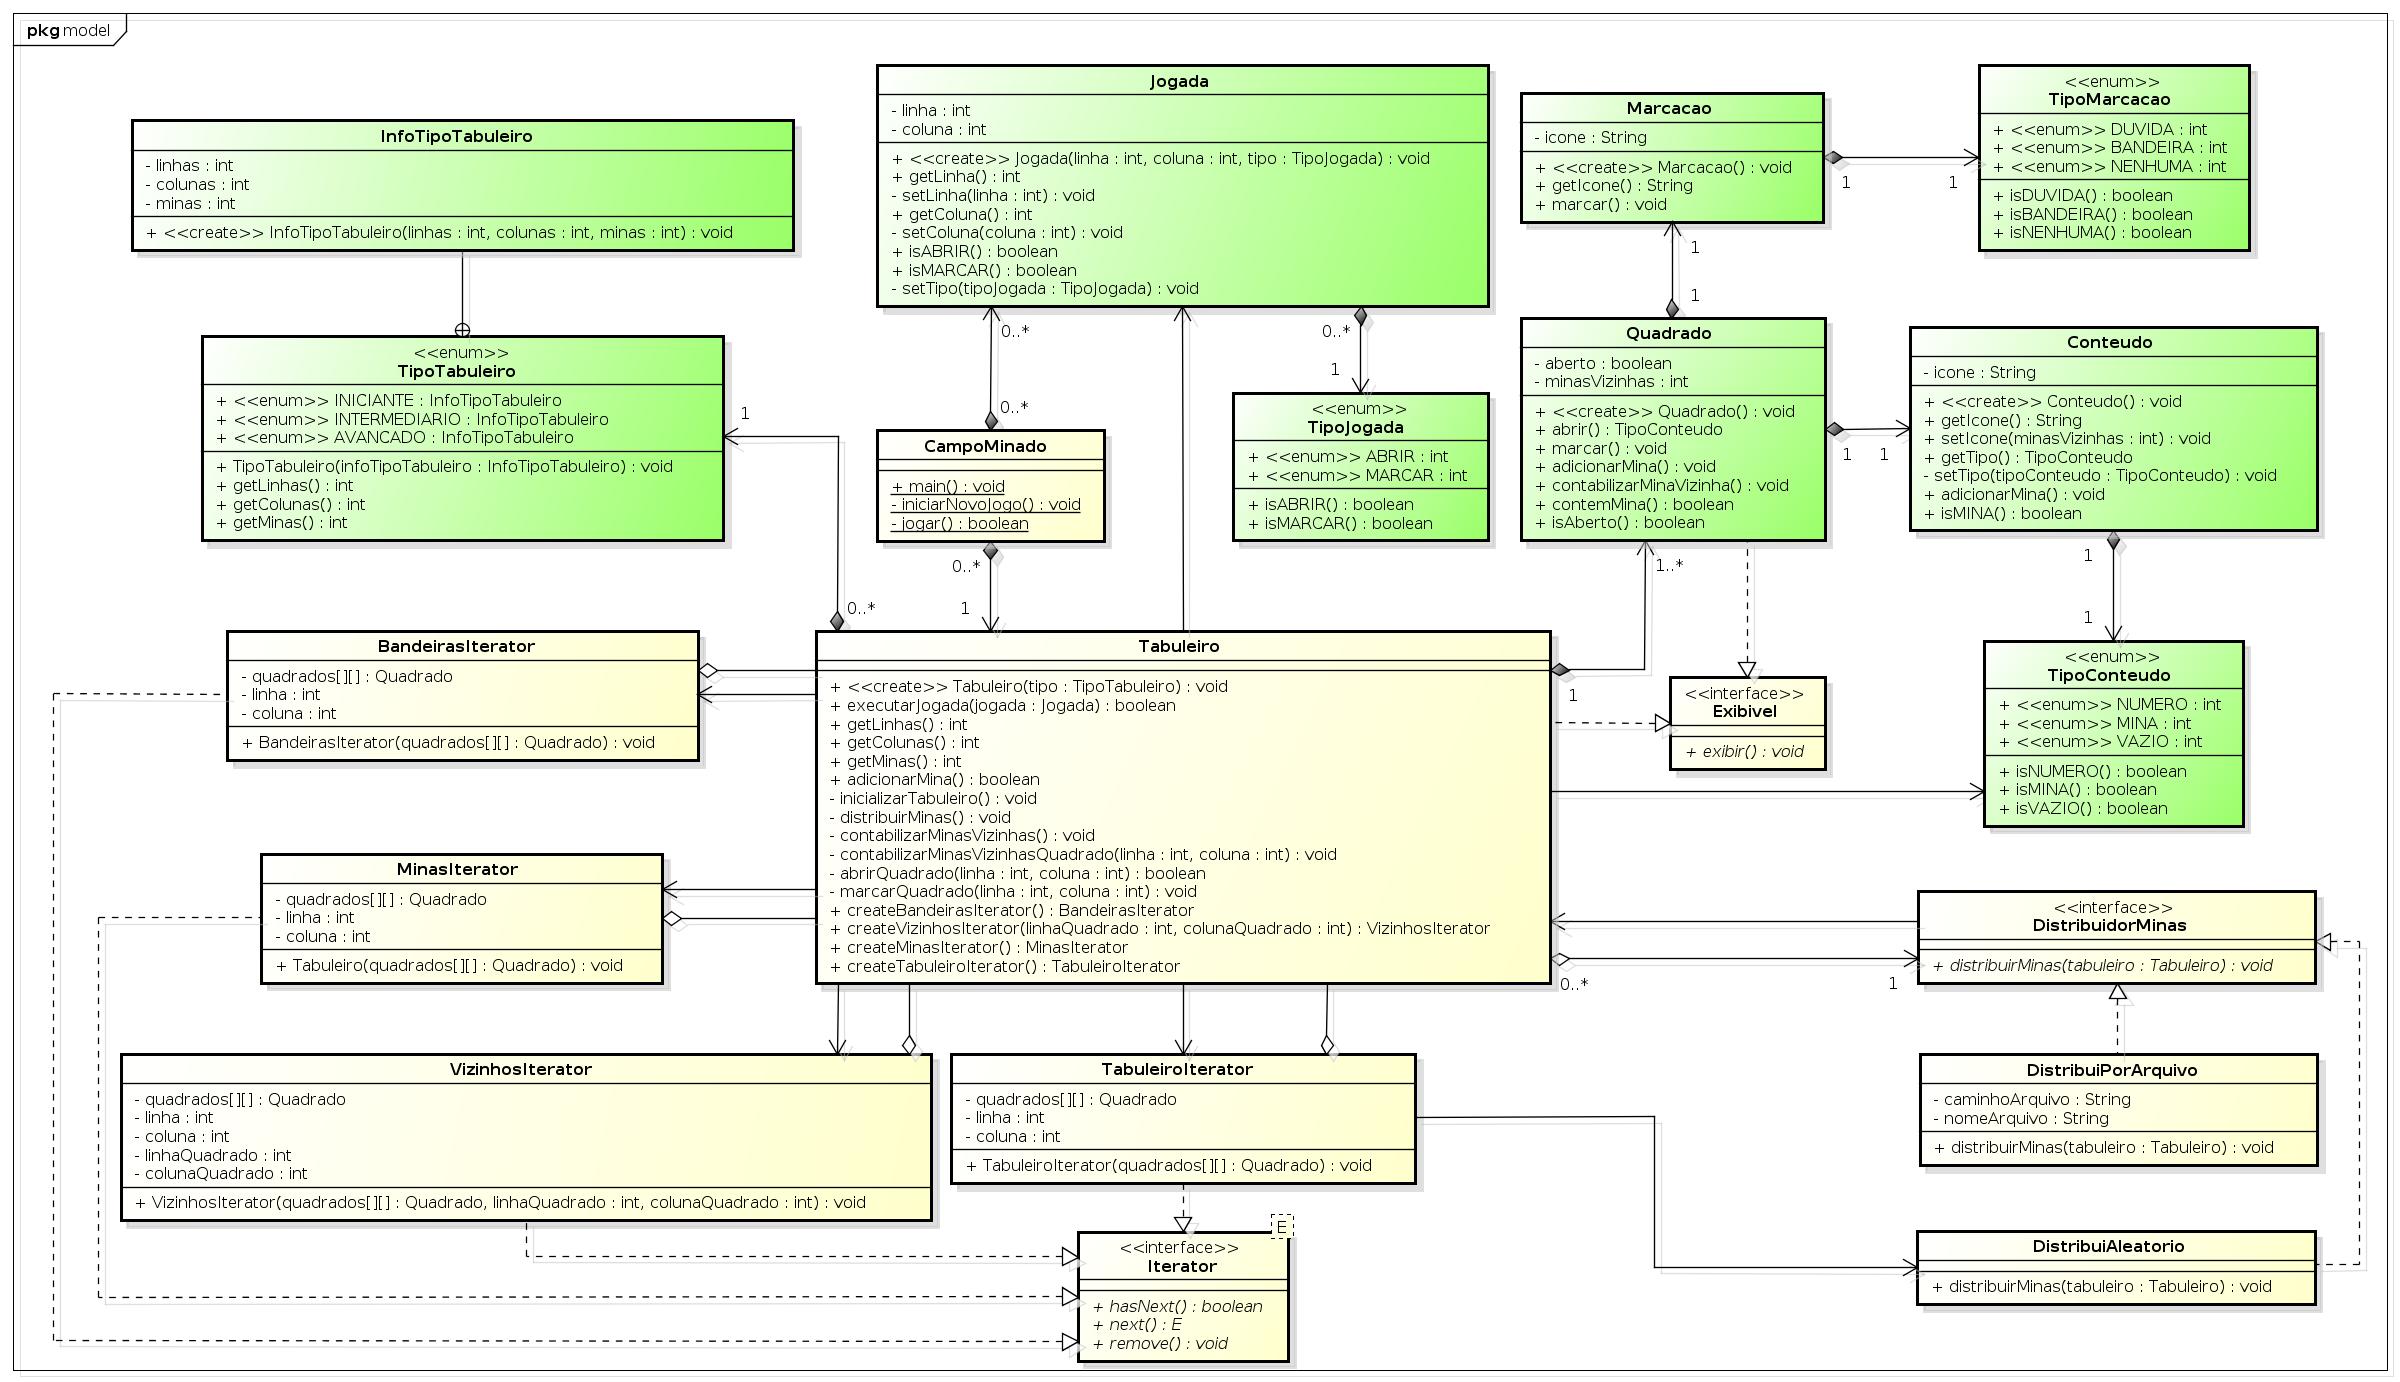 pkg model
InfoTipoTabuleiro
- linhas : int
- colunas : int
- minas : int
+ <<create>> InfoTipoTabuleiro(linhas : int, colunas : int, minas : int) : void
<<enum>>
TipoTabuleiro
+ <<enum>> INICIANTE : InfoTipoTabuleiro
+ <<enum>> INTERMEDIARIO : InfoTipoTabuleiro
+ <<enum>> AVANCADO : InfoTipoTabuleiro
+ TipoTabuleiro(infoTipoTabuleiro : InfoTipoTabuleiro) : void
+ getLinhas() : int
+ getColunas() : int
+ getMinas() : int
1
0..*
Jogada
- linha : int
- coluna : int
+ <<create>> Jogada(linha : int, coluna : int, tipo : TipoJogada) : void
+ getLinha() : int
- setLinha(linha : int) : void
+ getColuna() : int
- setColuna(coluna : int) : void
+ isABRIR() : boolean
+ isMARCAR() : boolean
- setTipo(tipoJogada : TipoJogada) : void
0..*
0..*
0..*
1
CampoMinado
+ main() : void
- iniciarNovoJogo() : void
- jogar() : boolean
0..*
1
<<enum>>
TipoJogada
+ <<enum>> ABRIR : int
+ <<enum>> MARCAR : int
+ isABRIR() : boolean
+ isMARCAR() : boolean
Marcacao
- icone : String
+ <<create>> Marcacao() : void
+ getIcone() : String
+ marcar() : void
1
1
<<enum>>
TipoMarcacao
+ <<enum>> DUVIDA : int
+ <<enum>> BANDEIRA : int
+ <<enum>> NENHUMA : int
+ isDUVIDA() : boolean
+ isBANDEIRA() : boolean
+ isNENHUMA() : boolean
1
1
Quadrado
- aberto : boolean
- minasVizinhas : int
+ <<create>> Quadrado() : void
+ abrir() : TipoConteudo
+ marcar() : void
+ adicionarMina() : void
+ contabilizarMinaVizinha() : void
+ contemMina() : boolean
+ isAberto() : boolean
1
1
Conteudo
- icone : String
+ <<create>> Conteudo() : void
+ getIcone() : String
+ setIcone(minasVizinhas : int) : void
+ getTipo() : TipoConteudo
- setTipo(tipoConteudo : TipoConteudo) : void
+ adicionarMina() : void
+ isMINA() : boolean
1
1
1..*
1
<<enum>>
TipoConteudo
+ <<enum>> NUMERO : int
+ <<enum>> MINA : int
+ <<enum>> VAZIO : int
+ isNUMERO() : boolean
+ isMINA() : boolean
+ isVAZIO() : boolean
<<interface>>
Exibivel
+ exibir() : void
BandeirasIterator
- quadrados[][] : Quadrado
- linha : int
- coluna : int
+ BandeirasIterator(quadrados[][] : Quadrado) : void
Tabuleiro
+ <<create>> Tabuleiro(tipo : TipoTabuleiro) : void
+ executarJogada(jogada : Jogada) : boolean
+ getLinhas() : int
+ getColunas() : int
+ getMinas() : int
+ adicionarMina() : boolean
- inicializarTabuleiro() : void
- distribuirMinas() : void
- contabilizarMinasVizinhas() : void
- contabilizarMinasVizinhasQuadrado(linha : int, coluna : int) : void
- abrirQuadrado(linha : int, coluna : int) : boolean
- marcarQuadrado(linha : int, coluna : int) : void
+ createBandeirasIterator() : BandeirasIterator
+ createVizinhosIterator(linhaQuadrado : int, colunaQuadrado : int) : VizinhosIterator
+ createMinasIterator() : MinasIterator
+ createTabuleiroIterator() : TabuleiroIterator
MinasIterator
- quadrados[][] : Quadrado
- linha : int
- coluna : int
+ Tabuleiro(quadrados[][] : Quadrado) : void
<<interface>>
DistribuidorMinas
+ distribuirMinas(tabuleiro : Tabuleiro) : void
0..*
1
VizinhosIterator
- quadrados[][] : Quadrado
- linha : int
- coluna : int
- linhaQuadrado : int
- colunaQuadrado : int
+ VizinhosIterator(quadrados[][] : Quadrado, linhaQuadrado : int, colunaQuadrado : int) : void
TabuleiroIterator
- quadrados[][] : Quadrado
- linha : int
- coluna : int
+ TabuleiroIterator(quadrados[][] : Quadrado) : void
DistribuiPorArquivo
- caminhoArquivo : String
- nomeArquivo : String
+ distribuirMinas(tabuleiro : Tabuleiro) : void
E
<<interface>>
Iterator
+ hasNext() : boolean
+ next() : E
+ remove() : void
DistribuiAleatorio
+ distribuirMinas(tabuleiro : Tabuleiro) : void